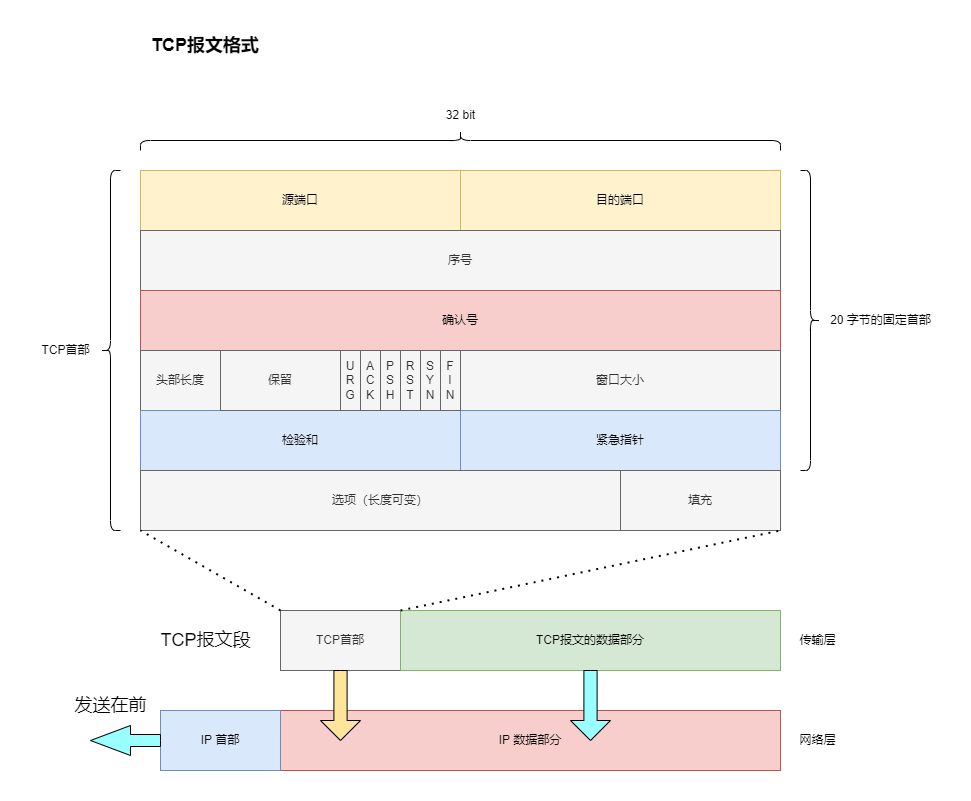 TCP报文格式
32 bit
源端口
目的端口
序号
确认号
20 字节的固定首部
TCP首部
头部长度
保留
URG
ACK
PSH
RST
SYN
FIN
窗口大小
检验和
紧急指针
选项（长度可变）
填充
TCP报文段
TCP首部
TCP报文的数据部分
传输层
发送在前
IP 首部
IP 数据部分
网络层